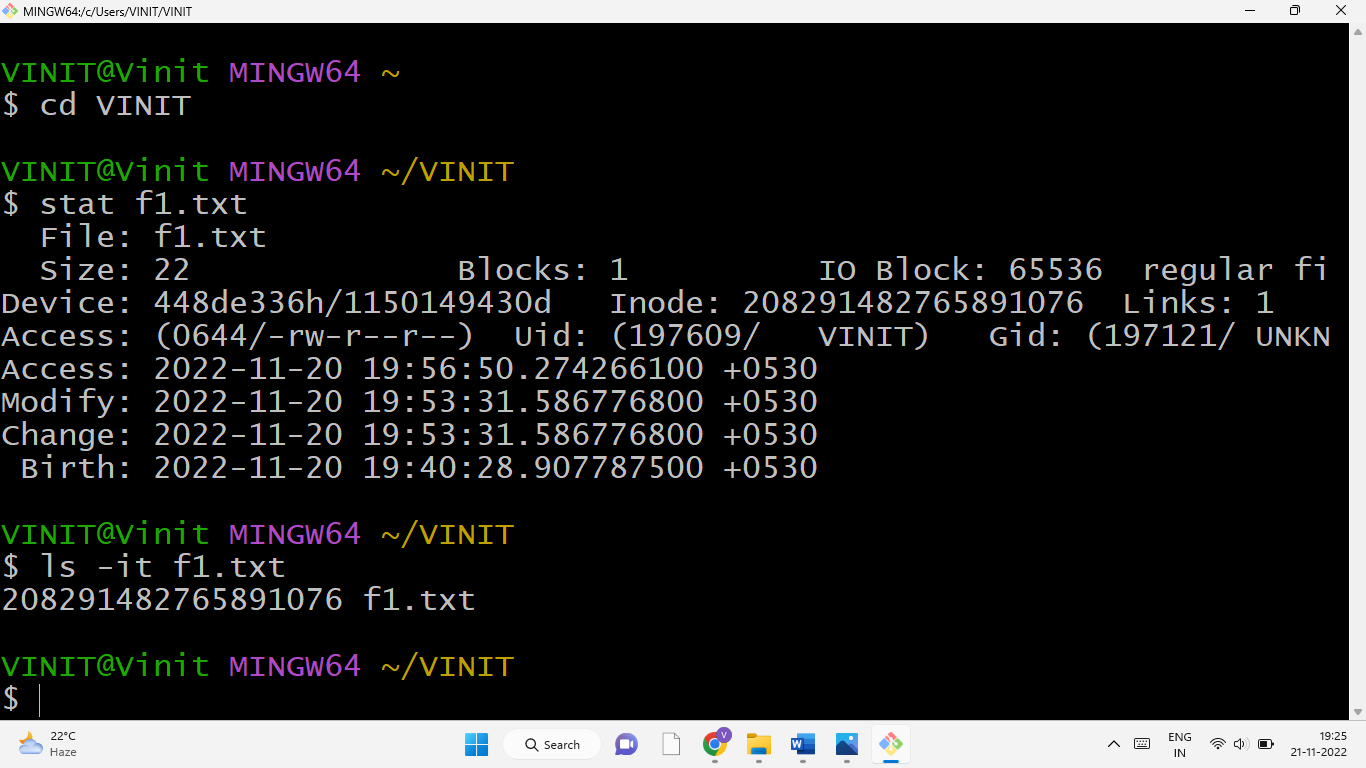 MINGW64:/c/Users/VINIT/VINIT
VINIT@Vinit MINGW64 ~
$ cd VINIT
VINIT@Vinit MINGW64 ~/VINIT
$ stat f1.txt
  File: f1.txt
  Size: 22              Blocks: 1          IO Block: 65536  regular fi
Device: 448de336h/1150149430d   Inode: 208291482765891076  Links: 1
Access: (0644/-rw-r--r--)  Uid: (197609/   VINIT)   Gid: (197121/ UNKN
Access: 2022-11-20 19:56:50.274266100 +0530
Modify: 2022-11-20 19:53:31.586776800 +0530
Change: 2022-11-20 19:53:31.586776800 +0530
 Birth: 2022-11-20 19:40:28.907787500 +0530
VINIT@Vinit MINGW64 ~/VINIT
$ ls -it f1.txt
208291482765891076 f1.txt
VINIT@Vinit MINGW64 ~/VINIT
$
22°C
Haze
Search
V
W
ENG
IN
19:25
21-11-2022